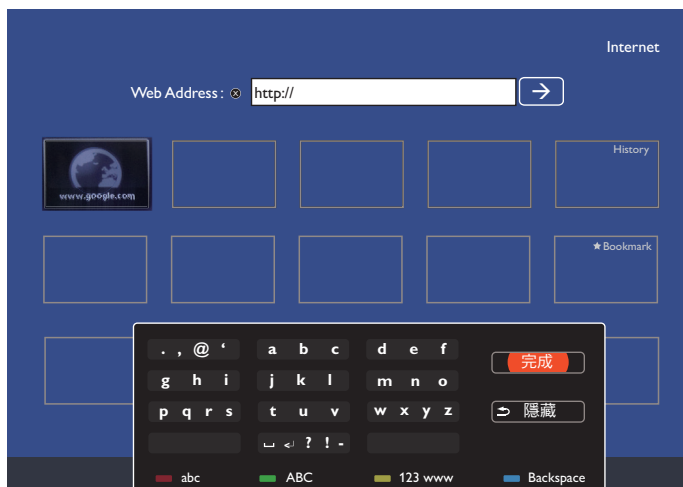 Internet
Web Address : ⊗ http:// →
www.google.com
History
★Bookmark
. , @ ‘ a b c d e f
完成
g h i j k l m n o
p q r s t u v w x y z
⮌ 隱藏
⎵ ↲ ? ! -
abc ABC 123 www Backspace